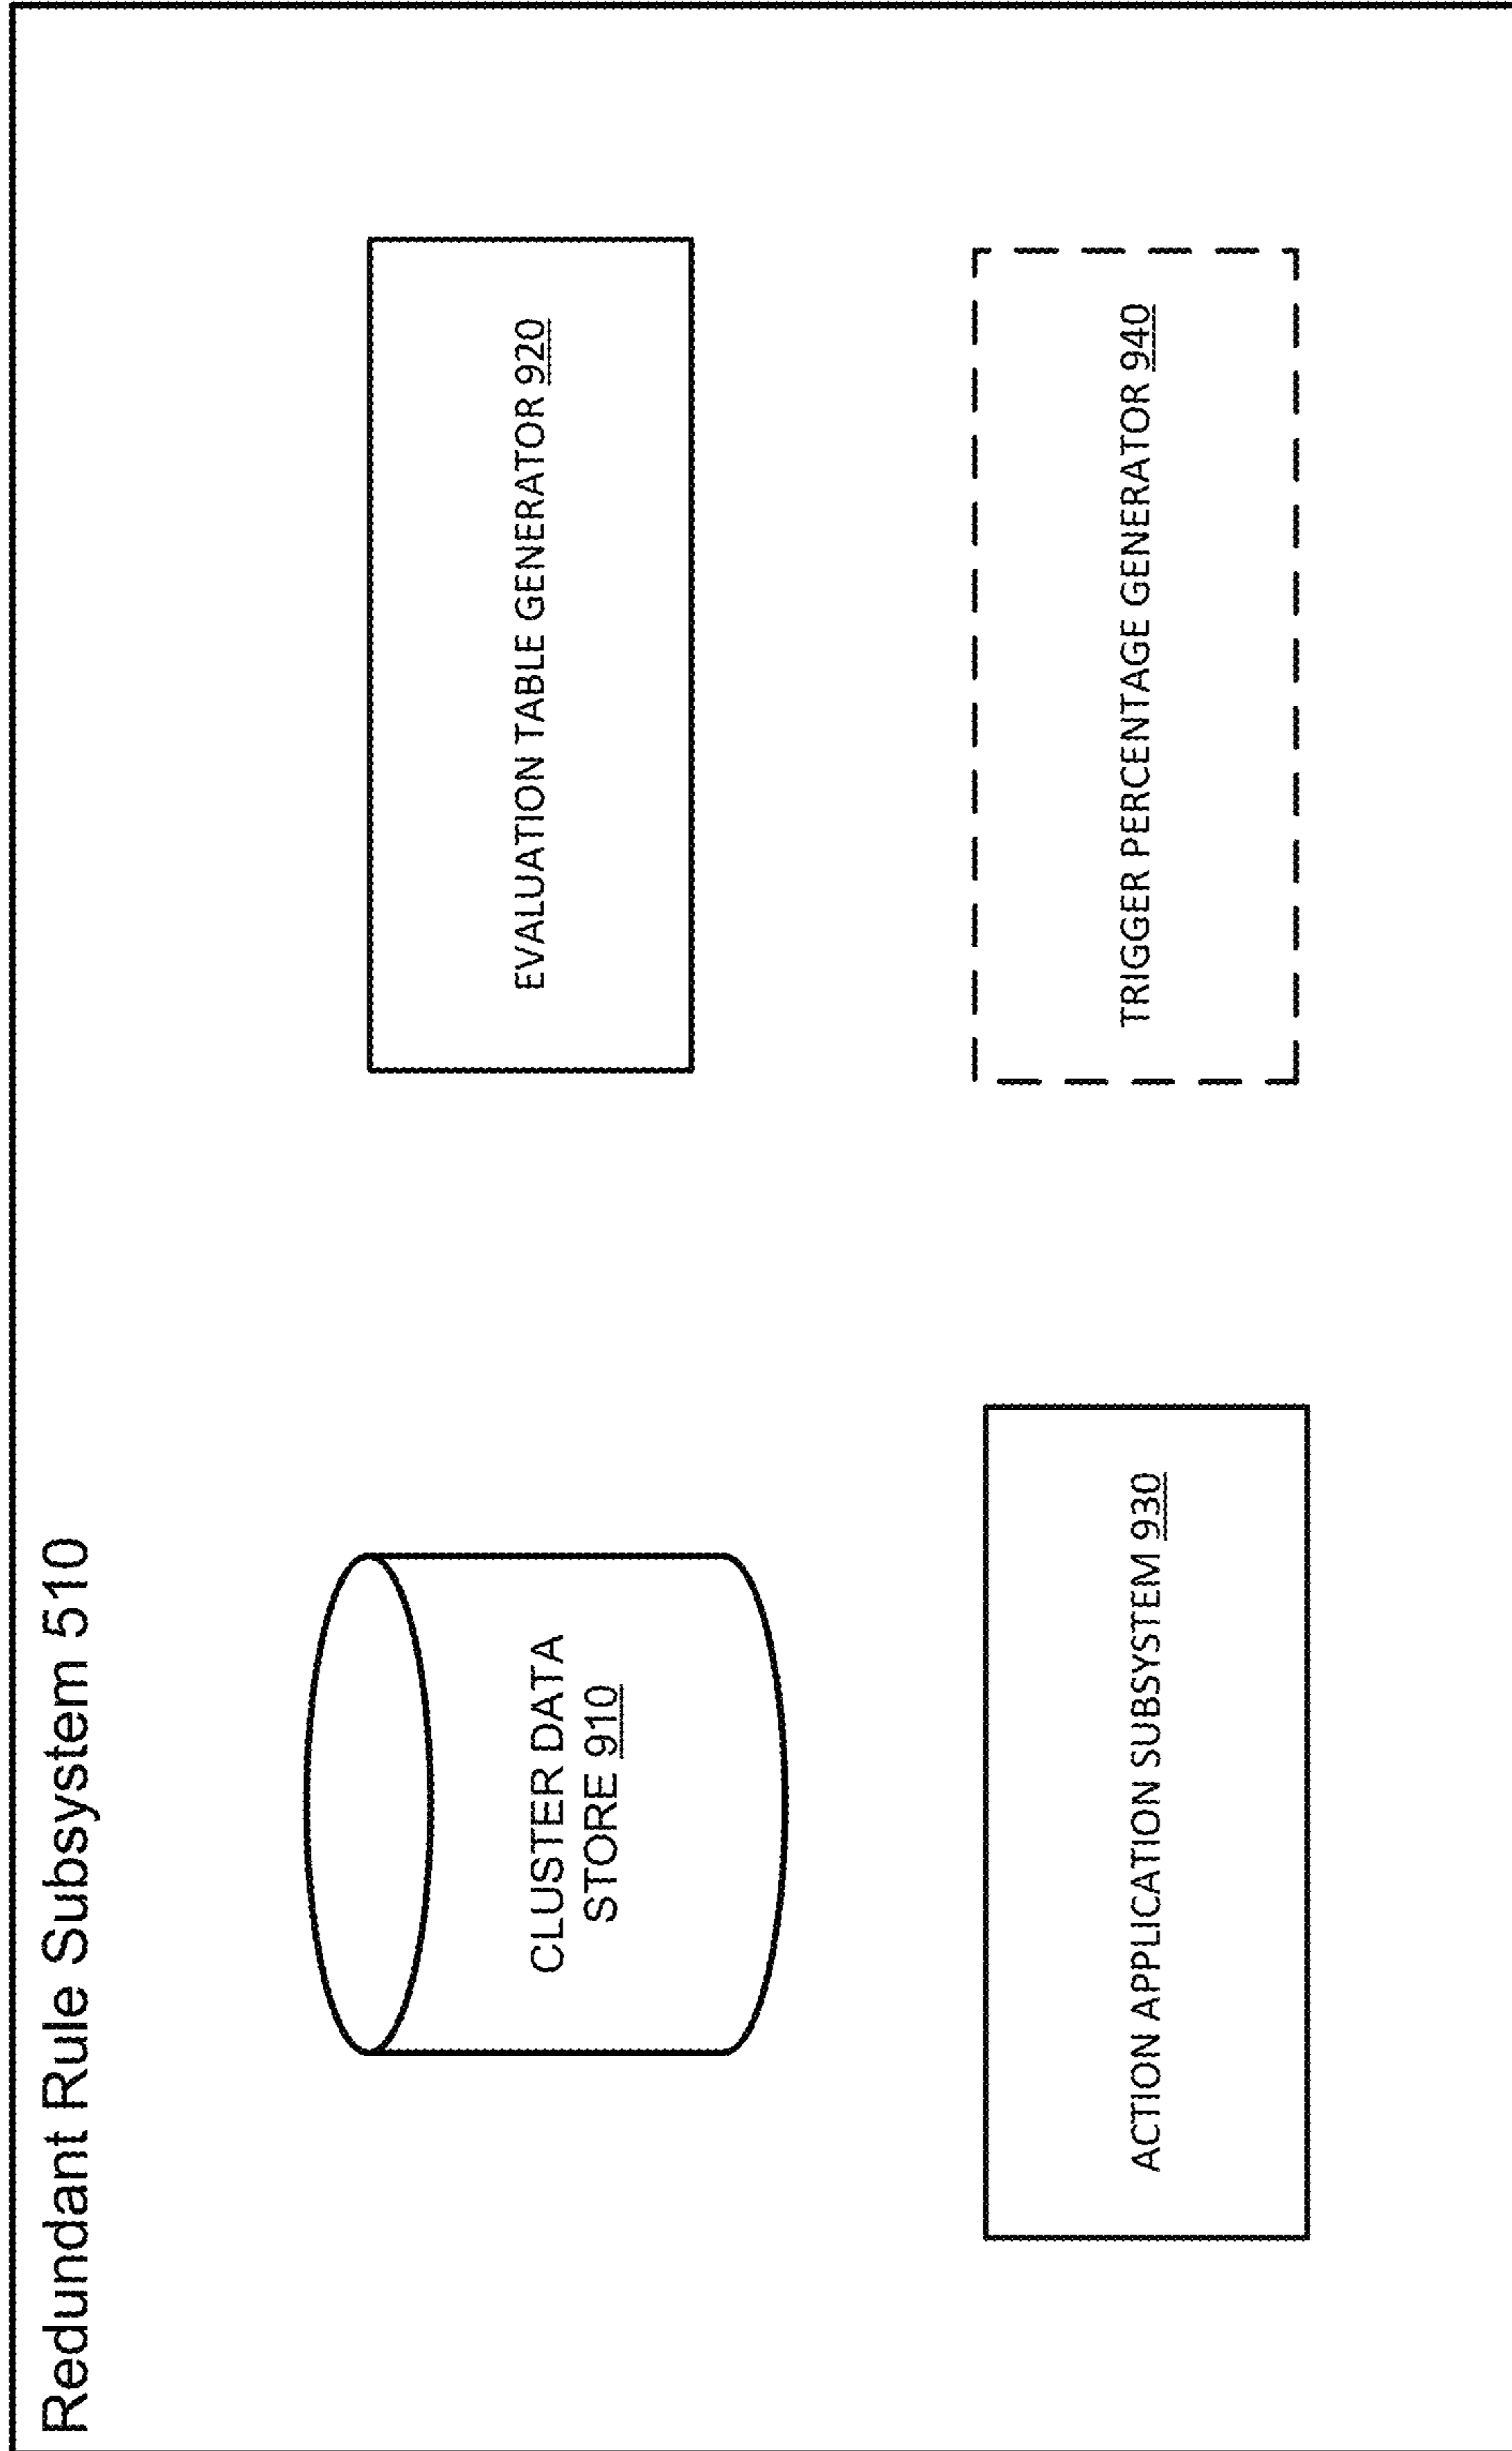 Redundant Rule Subsystem 510
CLUSTER DATA
STORE 910
EVALUATION TABLE GENERATOR 920
ACTION APPLICATION SUBSYSTEM 930
TRIGGER PERCENTAGE GENERATOR 940